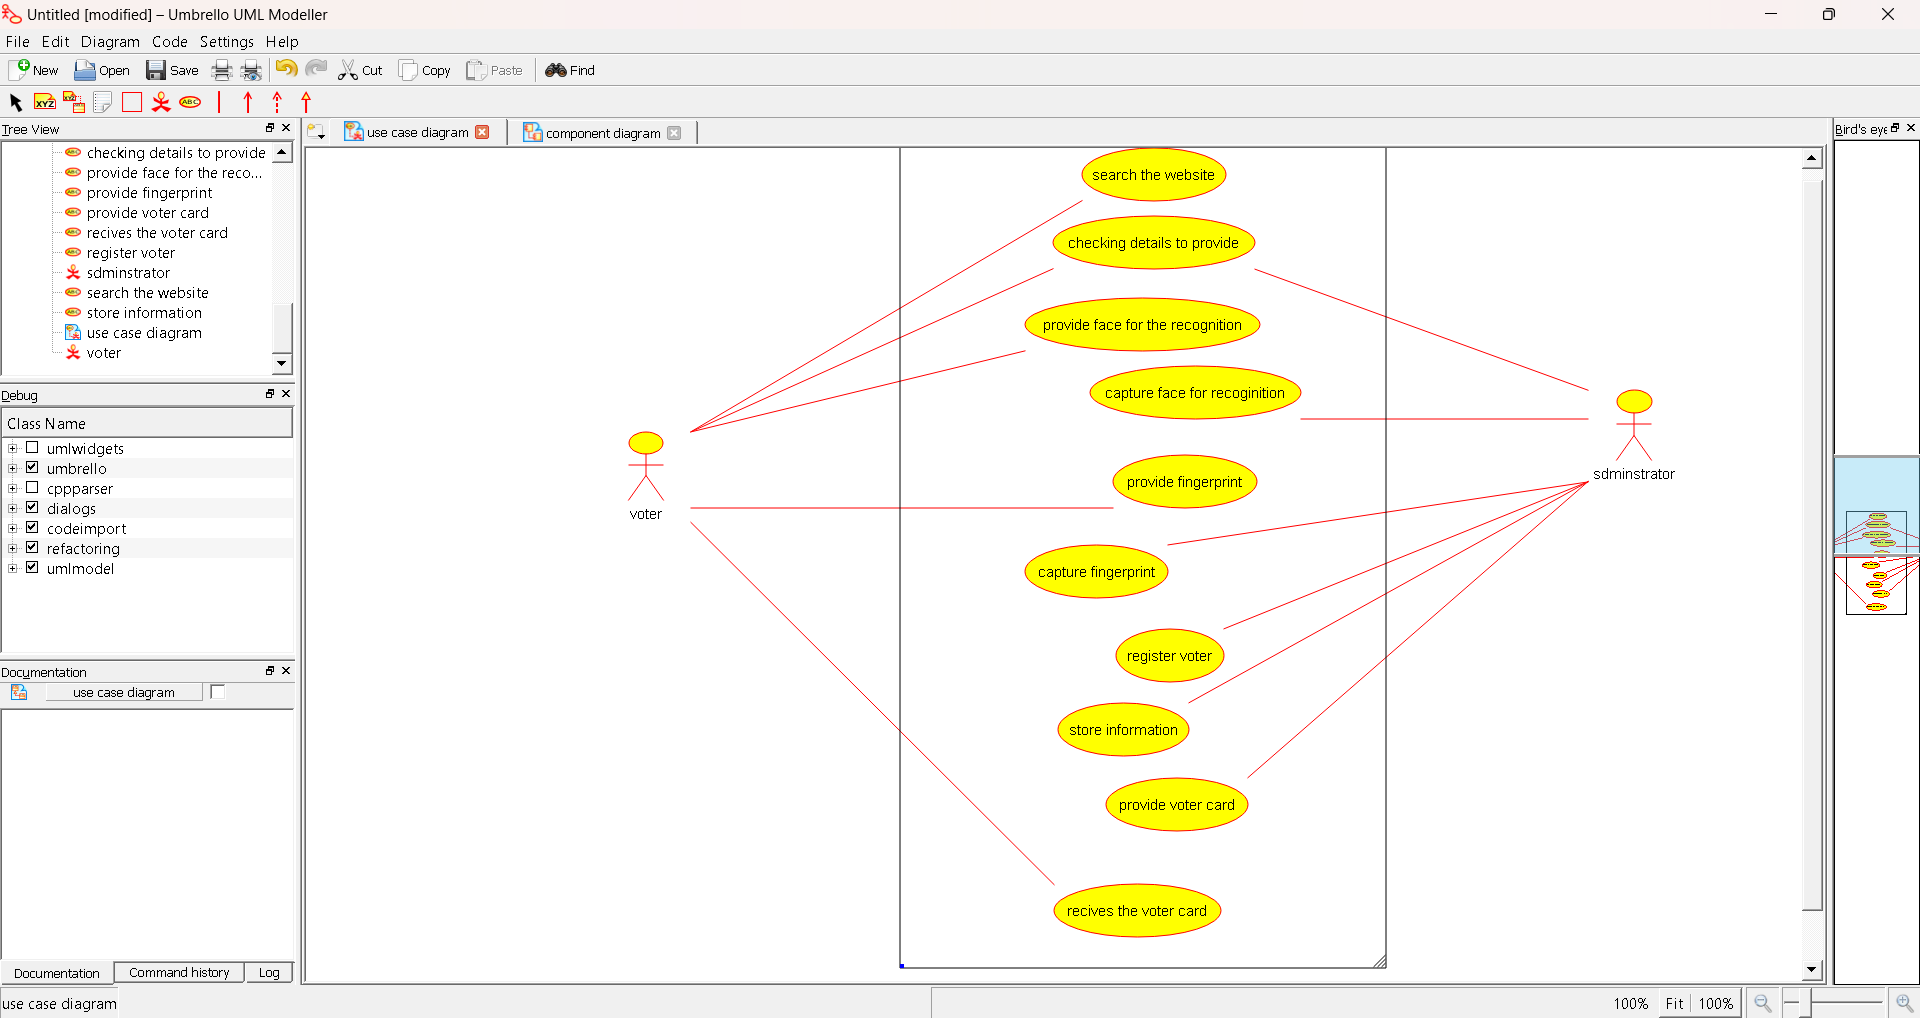 Untitled [modified] – Umbrello UML Modeller
File Edit Diagram Code Settings Help
New Open Save Cut Copy Paste Find
XYZ XYZ ABC
Tree View
use case diagram
component diagram
Bird's eye
checking details to provide
provide face for the reco...
provide fingerprint
provide voter card
recives the voter card
register voter
sdminstrator
search the website
store information
use case diagram
voter
Debug
Class Name
umlwidgets
umbrello
cppparser
dialogs
codeimport
refactoring
umlmodel
Documentation
use case diagram
Documentation Command history Log
search the website
checking details to provide
provide face for the recognition
capture face for recoginition
voter
sdminstrator
provide fingerprint
capture fingerprint
register voter
store information
provide voter card
recives the voter card
use case diagram
100% Fit 100%